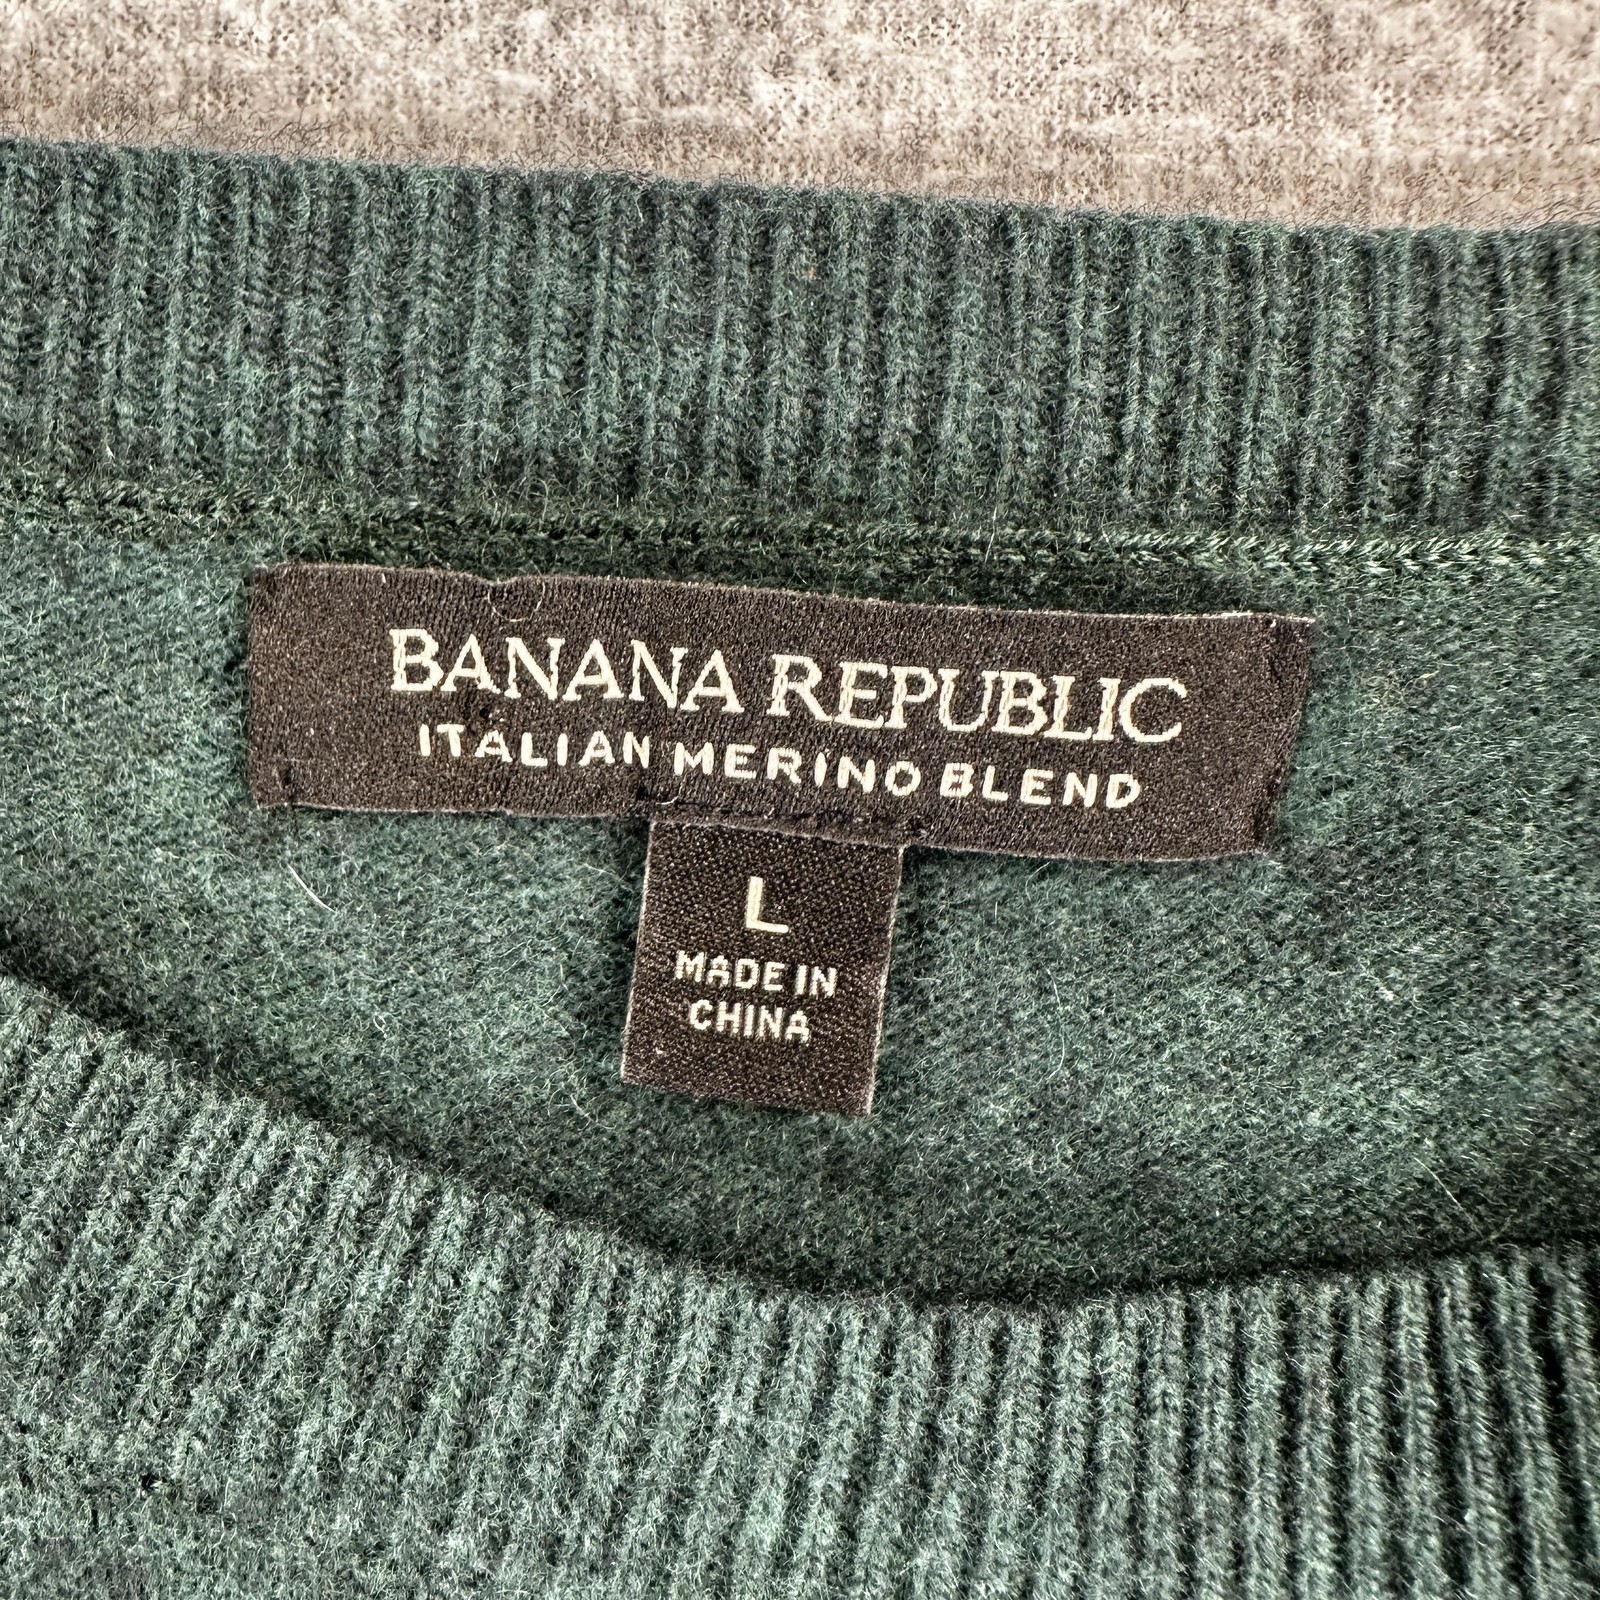 BANANA REPUBLIC
ITALIAN MERINO BLEND
L
MADE IN
CHINA